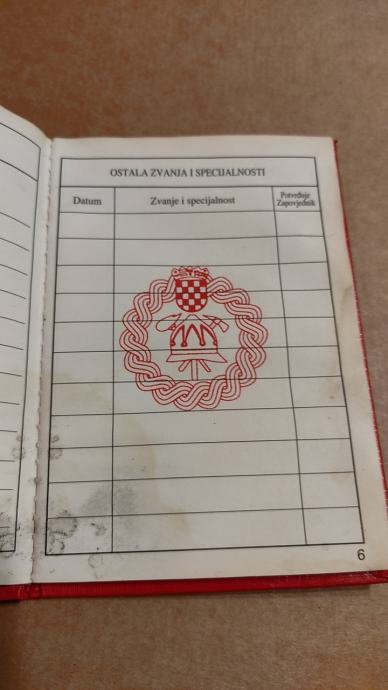 OSTALA ZVANJA I SPECIJALNOSTI
Datum
Zvanje i specijalnost
Potvrđuje
Zapovjednik
6